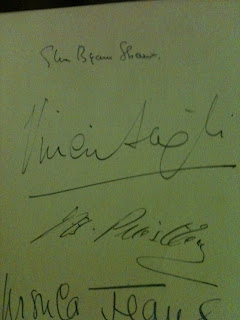 Glen Byam Shaw.
Vivien Leigh
J.B. Priestley
Ursula Jeans